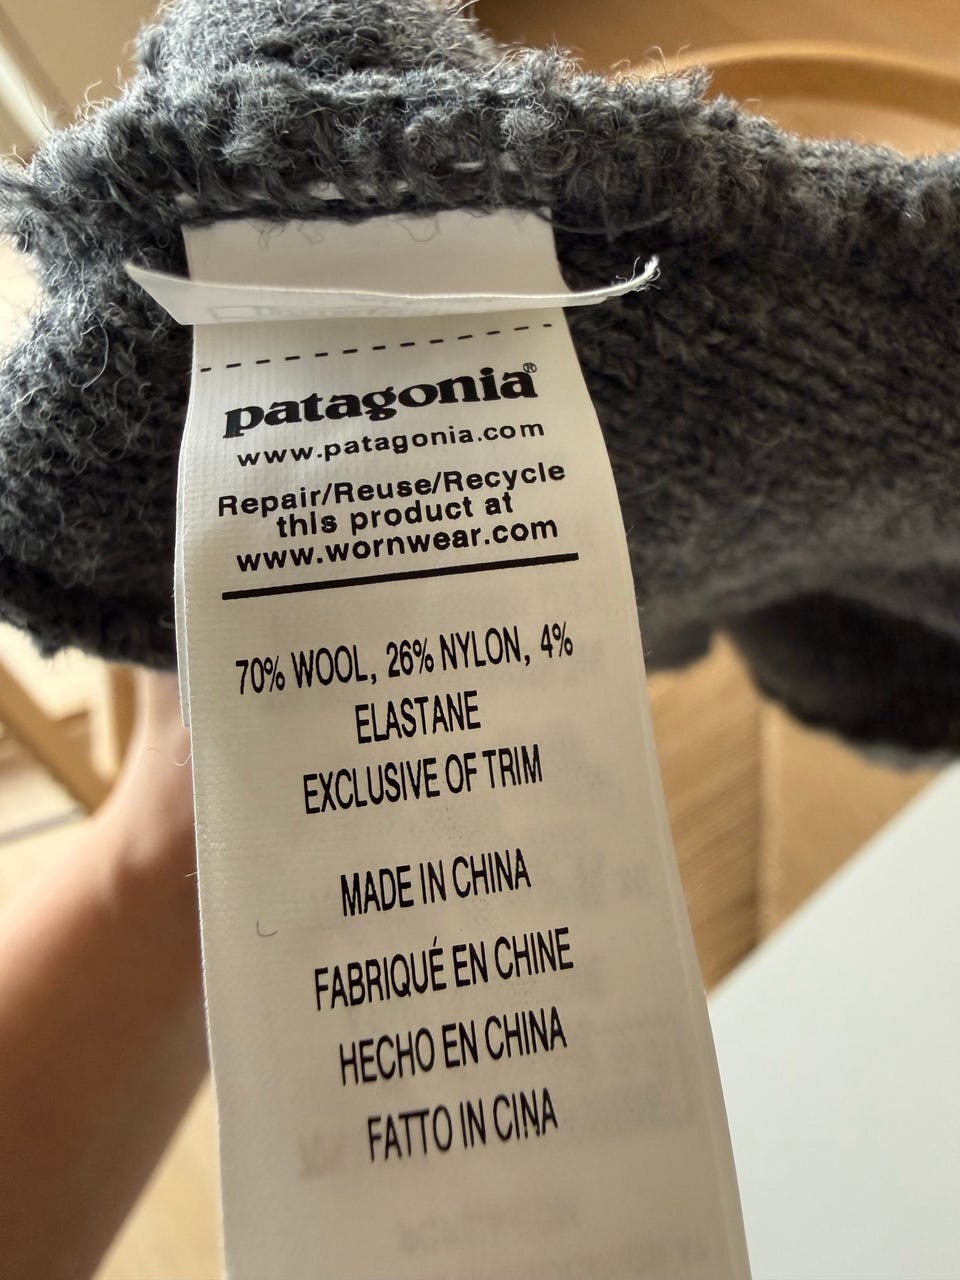 patagonia®
www.patagonia.com
Repair/Reuse/Recycle
this product at
www.wornwear.com
70% WOOL, 26% NYLON, 4%
ELASTANE
EXCLUSIVE OF TRIM
MADE IN CHINA
FABRIQUÉ EN CHINE
HECHO EN CHINA
FATTO IN CINA